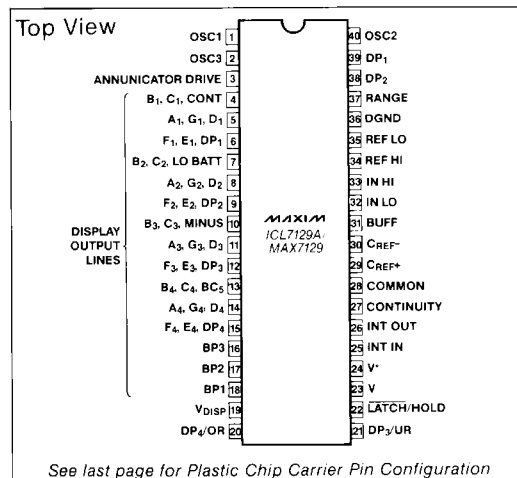 Top View
OSC1 1
OSC3 2
ANNUNICATOR DRIVE 3
B1, C1, CONT 4
A1, G1, D1 5
F1, E1, DP1 6
B2, C2, LO BATT 7
A2, G2, D2 8
F2, E2, DP2 9
B3, C3, MINUS 10
A3, G3, D3 11
F3, E3, DP3 12
B4, C4, BC5 13
A4, G4, D4 14
F4, E4, DP4 15
BP3 16
BP2 17
BP1 18
VDISP 19
DP4/OR 20
DISPLAY
OUTPUT
LINES
MAXIM
ICL7129A/
MAX7129
40 OSC2
39 DP1
38 DP2
37 RANGE
36 DGND
35 REF LO
34 REF HI
33 IN HI
32 IN LO
31 BUFF
30 CREF-
29 CREF+
28 COMMON
27 CONTINUITY
26 INT OUT
25 INT IN
24 V+
23 V
22 LATCH/HOLD
21 DP3/UR
See last page for Plastic Chip Carrier Pin Configuration